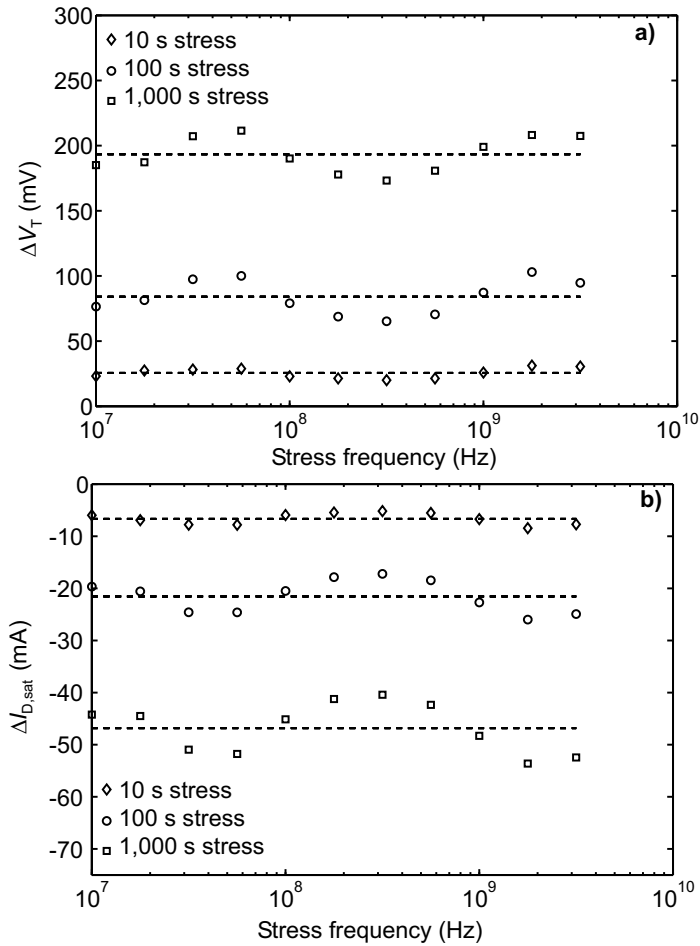 300
a)
10 s stress
250
100 s stress
1,000 s stress
200
150
ΔV_T (mV)
100
50
0
10^7
10^8
10^9
10^10
Stress frequency (Hz)
0
b)
-10
-20
-30
ΔI_D,sat (mA)
-40
-50
10 s stress
-60
100 s stress
1,000 s stress
-70
10^7
10^8
10^9
10^10
Stress frequency (Hz)